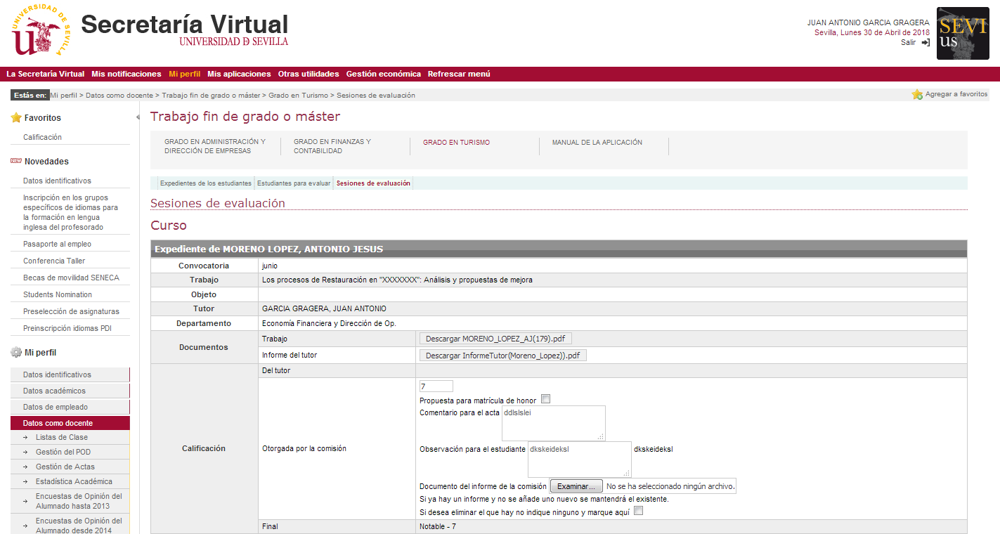 UNIVERSIDAD DE SEVILLA
Secretaría Virtual
UNIVERSIDAD D SEVILLA
JUAN ANTONIO GARCIA GRAGERA
Sevilla, Lunes 30 de Abril de 2018
Salir
SEVI
us
La Secretaría Virtual Mis notificaciones Mi perfil Mis aplicaciones Otras utilidades Gestión económica Refrescar menú
Estás en: Mi perfil > Datos como docente > Trabajo fin de grado o máster > Grado en Turismo > Sesiones de evaluación
Agregar a favoritos
Favoritos
Calificación
NEW Novedades
Datos identificativos
Inscripción en los grupos
específicos de idiomas para
la formación en lengua
inglesa del profesorado
Pasaporte al empleo
Conferencia Taller
Becas de movilidad SENECA
Students Nomination
Preselección de asignaturas
Preinscripción idiomas PDI
Mi perfil
Datos identificativos
Datos académicos
Datos de empleado
Datos como docente
Listas de Clase
Gestión del POD
Gestión de Actas
Estadística Académica
Encuestas de Opinión del
Alumnado hasta 2013
Encuestas de Opinión del
Alumnado desde 2014
Trabajo fin de grado o máster
GRADO EN ADMINISTRACIÓN Y
DIRECCIÓN DE EMPRESAS
GRADO EN FINANZAS Y
CONTABILIDAD
GRADO EN TURISMO
MANUAL DE LA APLICACIÓN
Expedientes de los estudiantes Estudiantes para evaluar Sesiones de evaluación
Sesiones de evaluación
Curso
Expediente de MORENO LOPEZ, ANTONIO JESUS
Convocatoria junio
Trabajo Los procesos de Restauración en "XXXXXXX": Análisis y propuestas de mejora
Objeto
Tutor GARCIA GRAGERA, JUAN ANTONIO
Departamento Economía Financiera y Dirección de Op.
Documentos
Trabajo Descargar MORENO_LOPEZ_AJ(179).pdf
Informe del tutor Descargar InformeTutor(Moreno_Lopez)).pdf
Calificación
Del tutor
Otorgada por la comisión
7
Propuesta para matrícula de honor
Comentario para el acta ddlslslei
Observación para el estudiante dkskeideksl dkskeideksl
Documento del informe de la comisión Examinar... No se ha seleccionado ningún archivo.
Si ya hay un informe y no se añade uno nuevo se mantendrá el existente.
Si desea eliminar el que hay no indique ninguno y marque aquí
Final Notable - 7